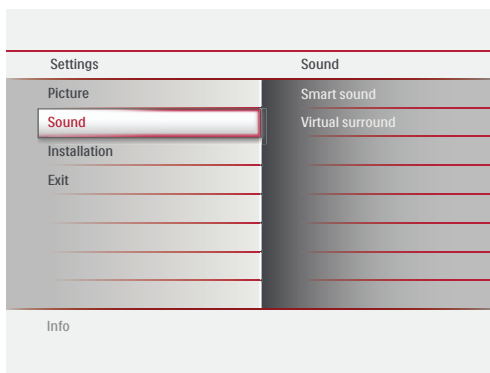 Settings
Sound
Picture
Smart sound
Sound
Virtual surround
Installation
Exit
Info